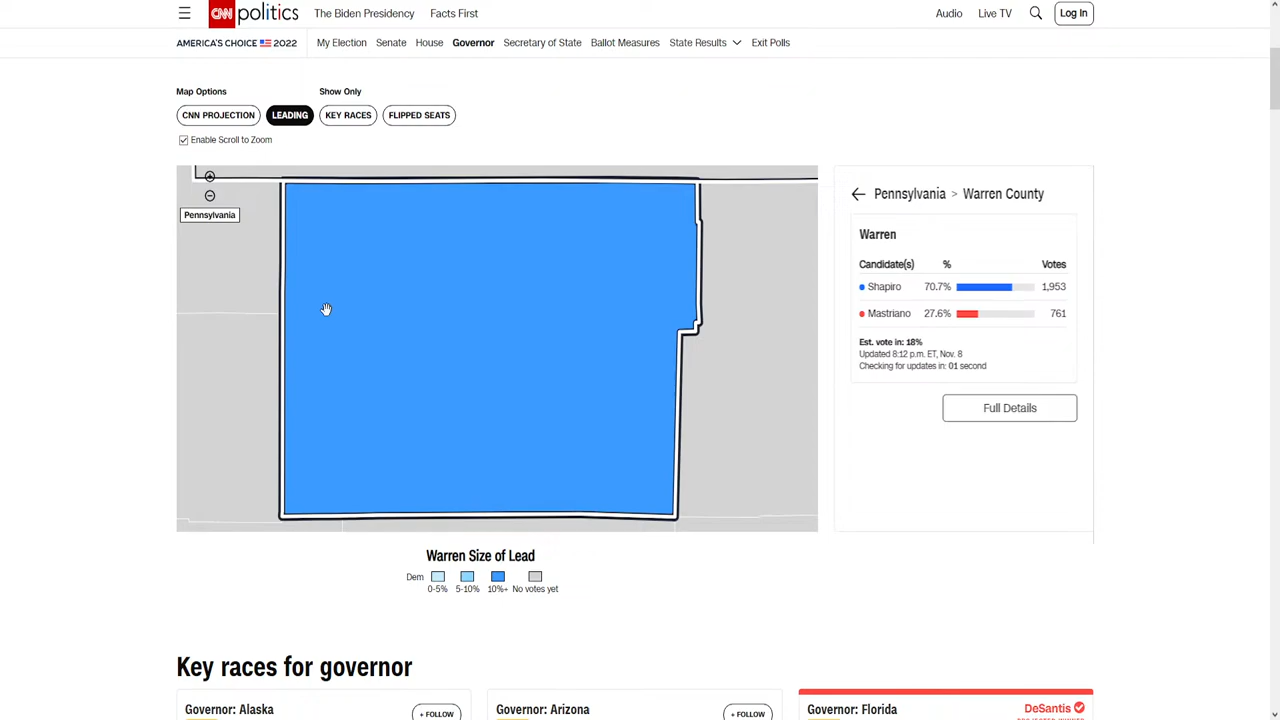 CNN politics The Biden Presidency Facts First Audio Live TV Log In
AMERICA'S CHOICE 2022 My Election Senate House Governor Secretary of State Ballot Measures State Results Exit Polls
Map Options Show Only
CNN PROJECTION LEADING KEY RACES FLIPPED SEATS
Enable Scroll to Zoom
Pennsylvania
Pennsylvania > Warren County
Warren
Candidate(s) % Votes
Shapiro 70.7% 1,953
Mastriano 27.6% 761
Est. vote in: 18%
Updated 8:12 p.m. ET, Nov. 8
Checking for updates in: 01 second
Full Details
Warren Size of Lead
Dem
0-5% 5-10% 10%+ No votes yet
Key races for governor
Governor: Alaska + FOLLOW
Governor: Arizona + FOLLOW
Governor: Florida DeSantis
PROJECTED WINNER